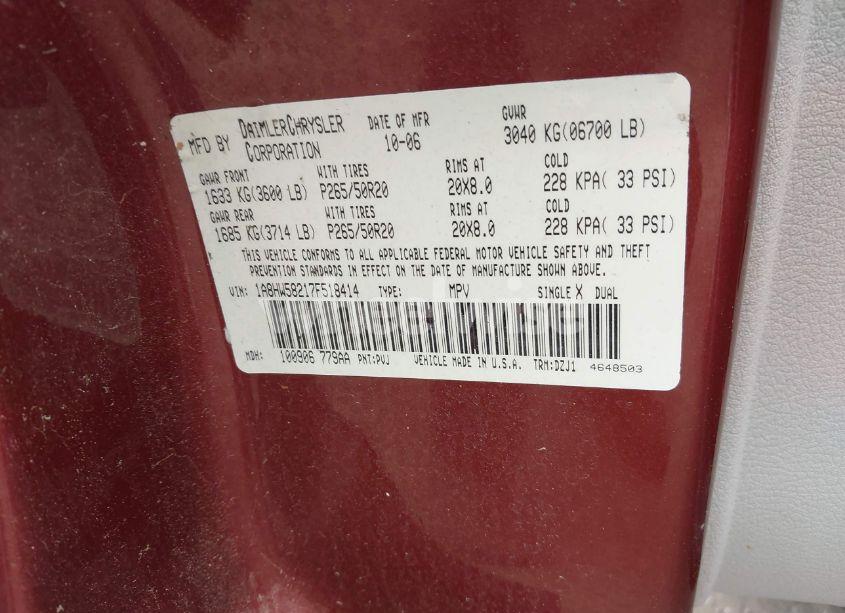 MFD BY DAIMLERCHRYSLER CORPORATION DATE OF MFR 10-06 GVWR 3040 KG(06700 LB)
GAWR FRONT WITH TIRES RIMS AT COLD
1633 KG(3600 LB) P265/50R20 20X8.0 228 KPA( 33 PSI)
GAWR REAR WITH TIRES RIMS AT COLD
1685 KG(3714 LB) P265/50R20 20X8.0 228 KPA( 33 PSI)
THIS VEHICLE CONFORMS TO ALL APPLICABLE FEDERAL MOTOR VEHICLE SAFETY AND THEFT
PREVENTION STANDARDS IN EFFECT ON THE DATE OF MANUFACTURE SHOWN ABOVE.
VIN: 1A8HW58217F518414 TYPE: MPV SINGLE X DUAL
MDH: 100906 779AA PNT:PVJ VEHICLE MADE IN U.S.A. TRM:DZJ1 4648503